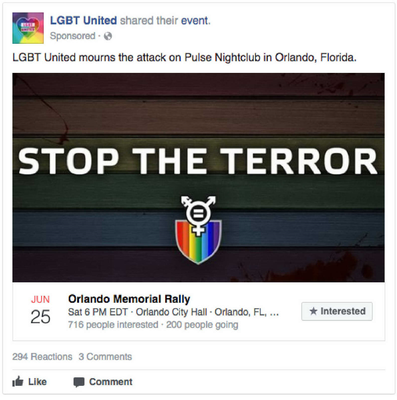 LGBT United shared their event.
Sponsored ·
LGBT United mourns the attack on Pulse Nightclub in Orlando, Florida.
STOP THE TERROR
JUN
25
Orlando Memorial Rally
Sat 6 PM EDT · Orlando City Hall · Orlando, FL, ...
716 people interested · 200 people going
★ Interested
294 Reactions 3 Comments
Like Comment